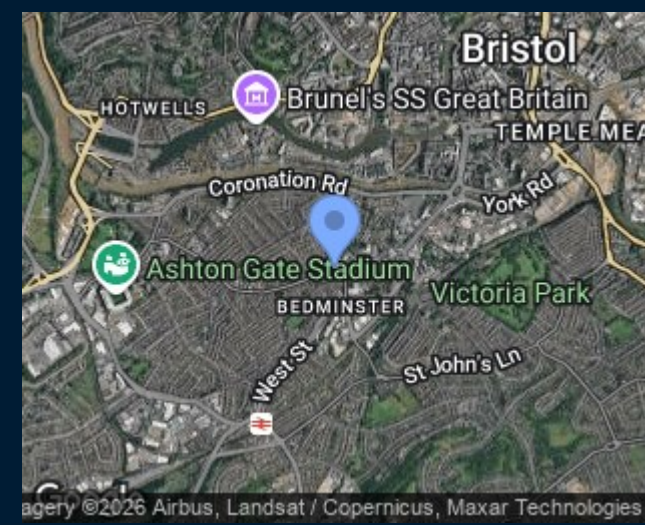 Bristol
HOTWELLS
Brunel's SS Great Britain
TEMPLE MEA
Coronation Rd
York Rd
Ashton Gate Stadium
Victoria Park
BEDMINSTER
West St
St John's Ln
agery ©2026 Airbus, Landsat / Copernicus, Maxar Technologies